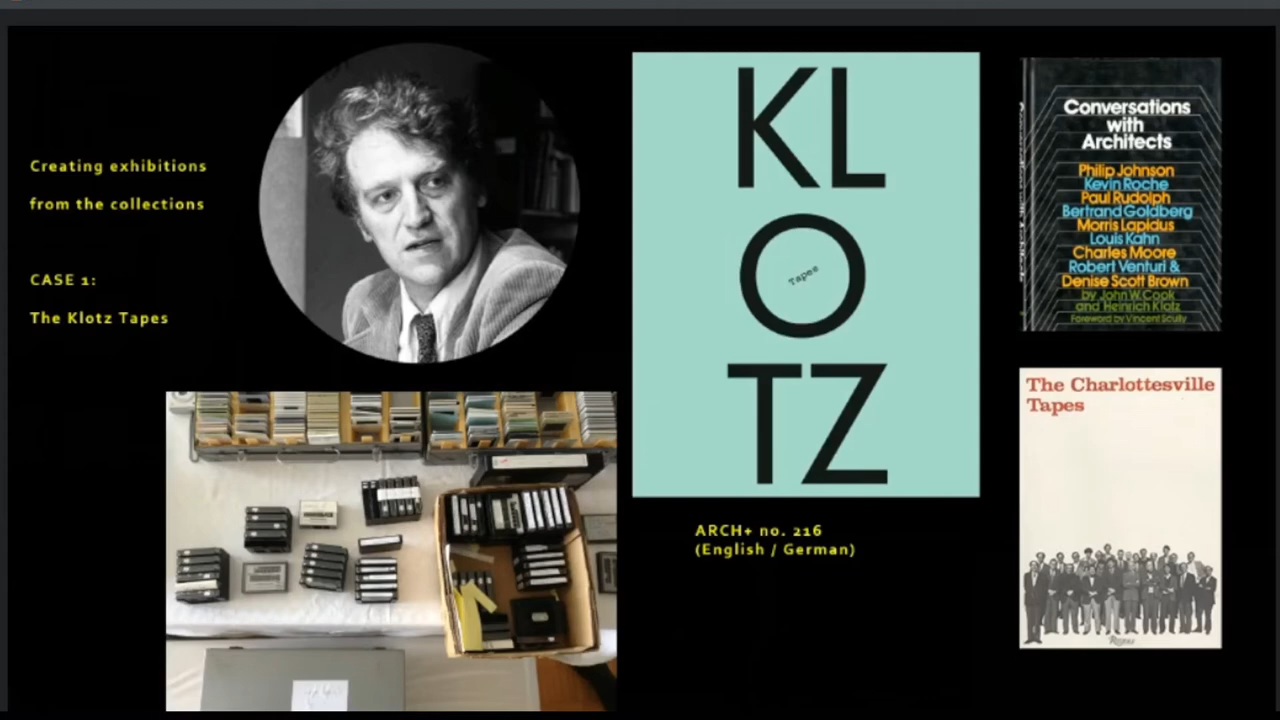 Creating exhibitions
from the collections
CASE 1:
The Klotz Tapes
KL
O
Tapes
TZ
ARCH+ no. 216
(English / German)
Conversations
with
Architects
Philip Johnson
Kevin Roche
Paul Rudolph
Bertrand Goldberg
Morris Lapidus
Louis Kahn
Charles Moore
Robert Venturi &
Denise Scott Brown
by John W. Cook
and Heinrich Klotz
Foreword by Vincent Scully
The Charlottesville
Tapes